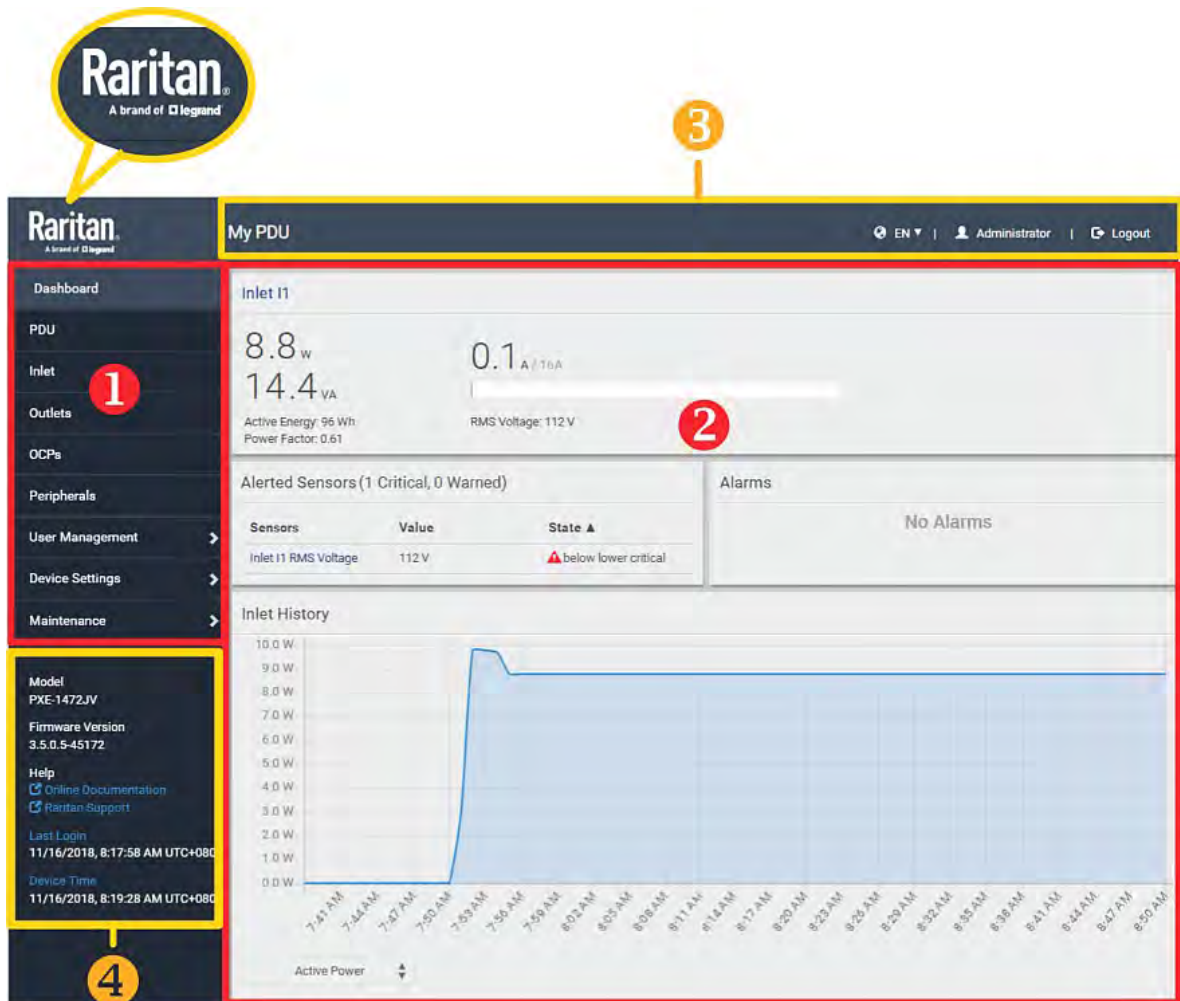 Raritan®
A brand of legrand
3
Raritan.
A brand of legrand
My PDU
EN ▼ | Administrator | Logout
Dashboard
PDU
Inlet
1
Outlets
OCPs
Peripherals
User Management
Device Settings
Maintenance
Inlet I1
8.8 W
14.4 VA
Active Energy: 96 Wh
Power Factor: 0.61
0.1 A / 16A
RMS Voltage: 112 V
2
Alerted Sensors (1 Critical, 0 Warned)
Sensors Value State ▲
Inlet I1 RMS Voltage 112 V below lower critical
Alarms
No Alarms
Inlet History
10.0 W
9.0 W
8.0 W
7.0 W
6.0 W
5.0 W
4.0 W
3.0 W
2.0 W
1.0 W
0.0 W
7:41 AM 7:44 AM 7:47 AM 7:50 AM 7:53 AM 7:56 AM 7:59 AM 8:02 AM 8:05 AM 8:08 AM 8:11 AM 8:14 AM 8:17 AM 8:20 AM 8:23 AM 8:26 AM 8:29 AM 8:32 AM 8:35 AM 8:38 AM 8:41 AM 8:44 AM 8:47 AM 8:50 AM
Active Power
Model
PXE-1472JV
Firmware Version
3.5.0.5-45172
Help
Online Documentation
Raritan Support
Last Login
11/16/2018, 8:17:58 AM UTC+080
Device Time
11/16/2018, 8:19:28 AM UTC+080
4